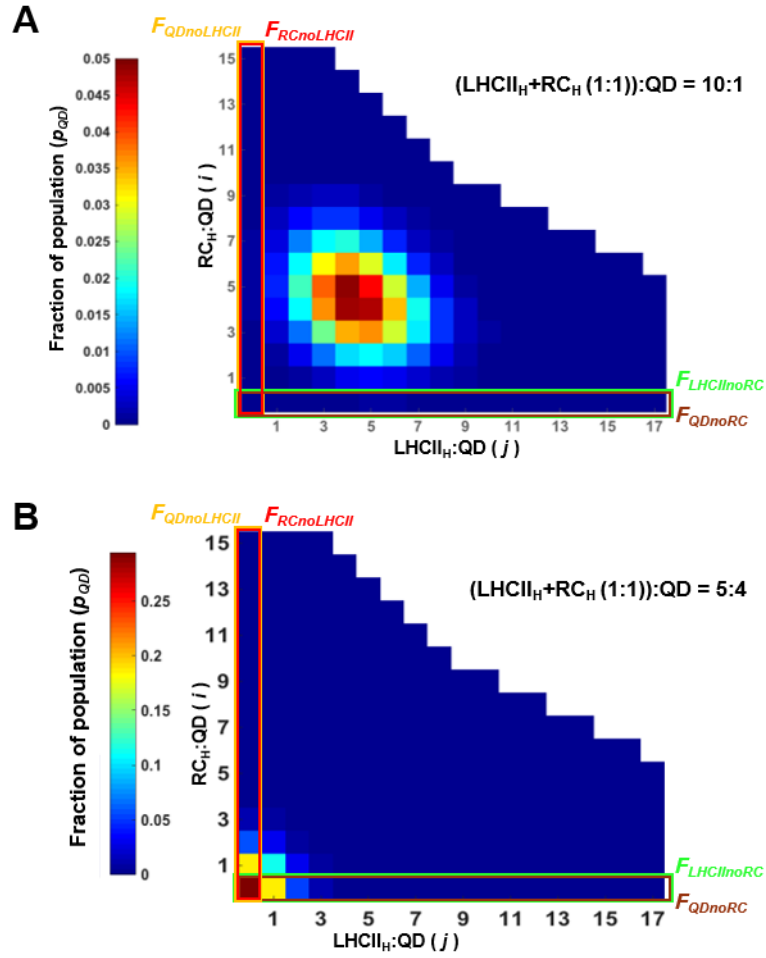 A
F_QDnoLHCII F_RCnoLHCII
(LHCII_H+RC_H (1:1)):QD = 10:1
Fraction of population (p_QD)
0.05
0.045
0.04
0.035
0.03
0.025
0.02
0.015
0.01
0.005
0
RC_H:QD ( i )
15
13
11
9
7
5
3
1
F_LHCIInoRC
F_QDnoRC
1 3 5 7 9 11 13 15 17
LHCII_H:QD ( j )
B
F_QDnoLHCII F_RCnoLHCII
(LHCII_H+RC_H (1:1)):QD = 5:4
Fraction of population (p_QD)
0.25
0.2
0.15
0.1
0.05
0
RC_H:QD ( i )
15
13
11
9
7
5
3
1
F_LHCIInoRC
F_QDnoRC
1 3 5 7 9 11 13 15 17
LHCII_H:QD ( j )